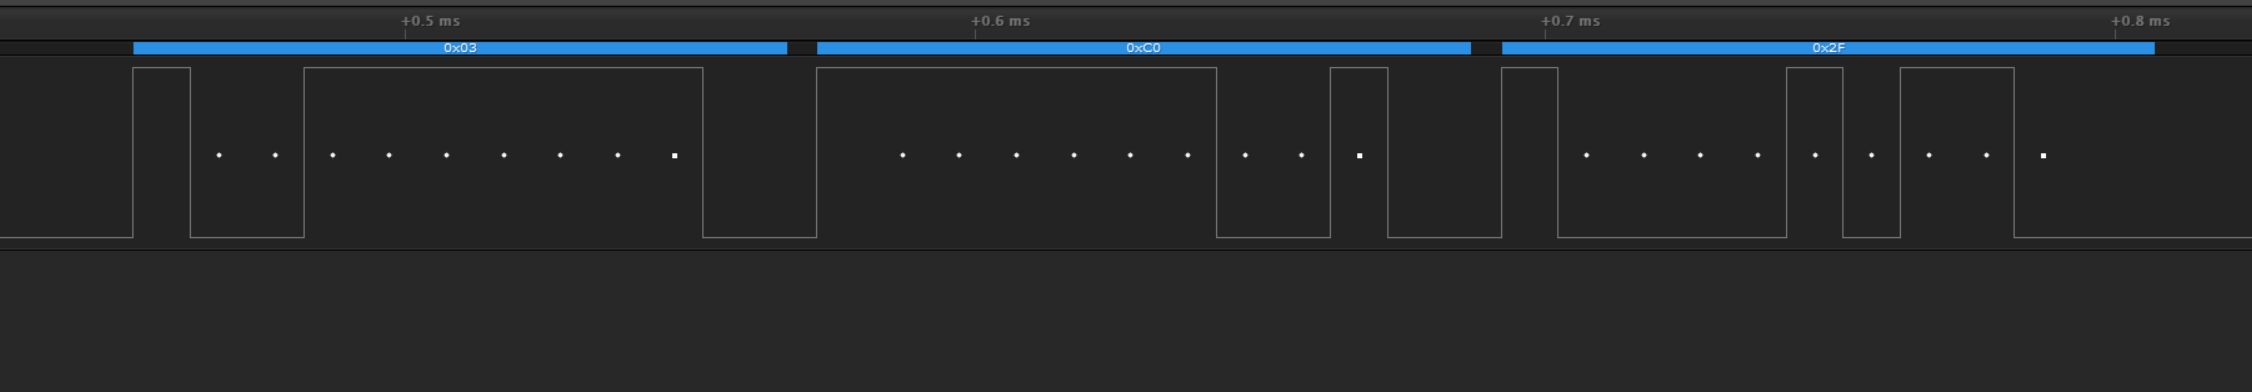 +0.5 ms +0.6 ms +0.7 ms +0.8 ms
0x03 0xC0 0x2F